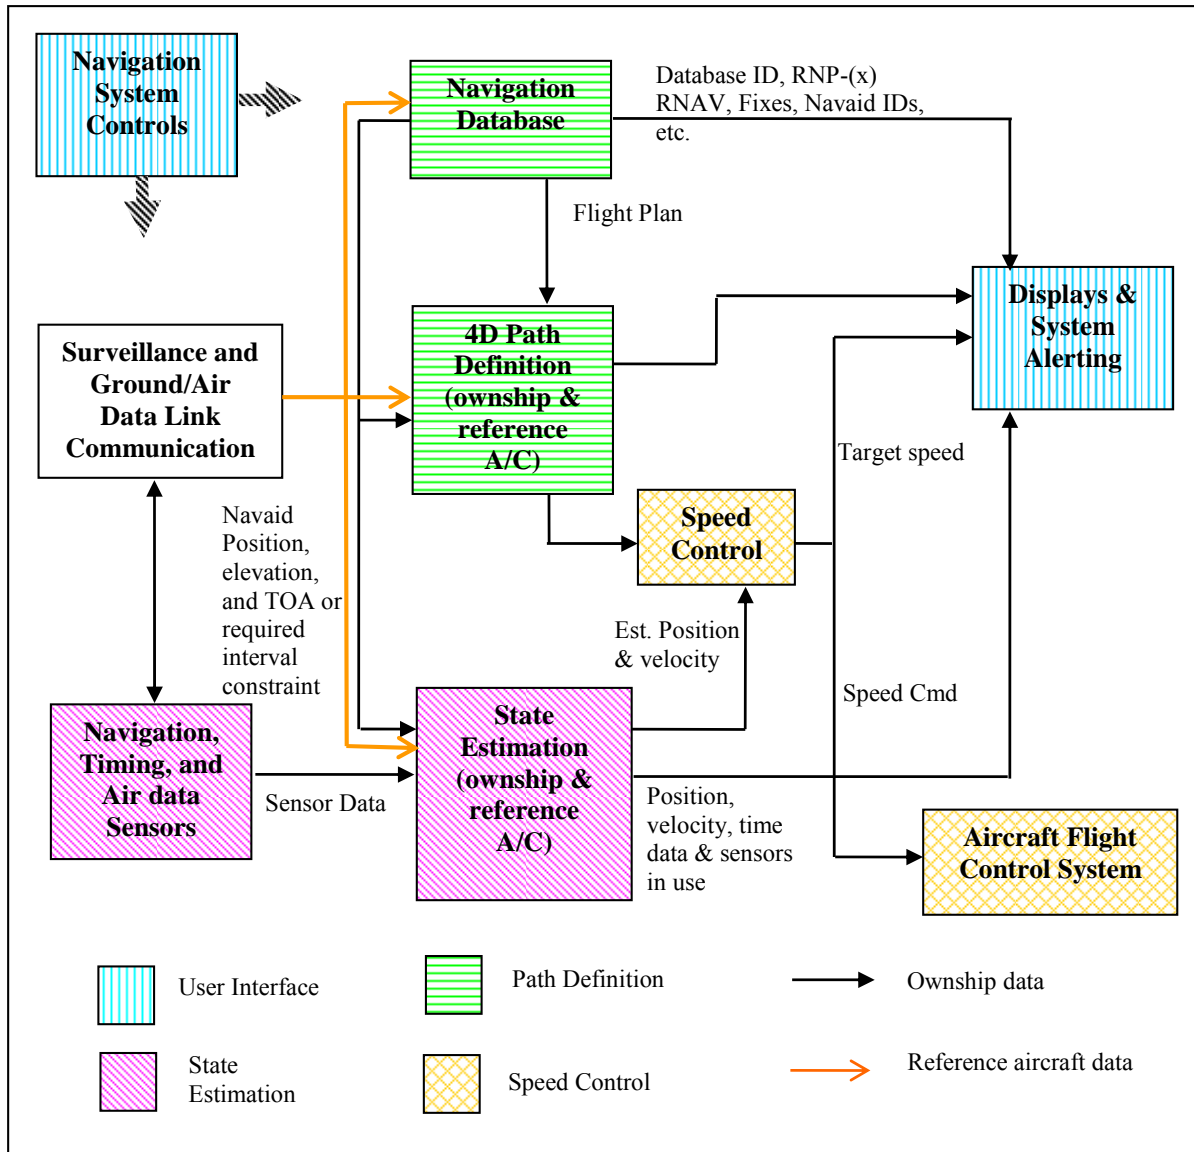 Navigation
System
Controls
Navigation
Database
Database ID, RNP-(x)
RNAV, Fixes, Navaid IDs,
etc.
Flight Plan
Displays &
System
Alerting
Surveillance and
Ground/Air
Data Link
Communication
4D Path
Definition
(ownship &
reference
A/C)
Target speed
Speed
Control
Navaid
Position,
elevation,
and TOA or
required
interval
constraint
Est. Position
& velocity
Speed Cmd
Navigation,
Timing, and
Air data
Sensors
Sensor Data
State
Estimation
(ownship &
reference
A/C)
Position,
velocity, time
data & sensors
in use
Aircraft Flight
Control System
User Interface
Path Definition
Ownship data
State
Estimation
Speed Control
Reference aircraft data